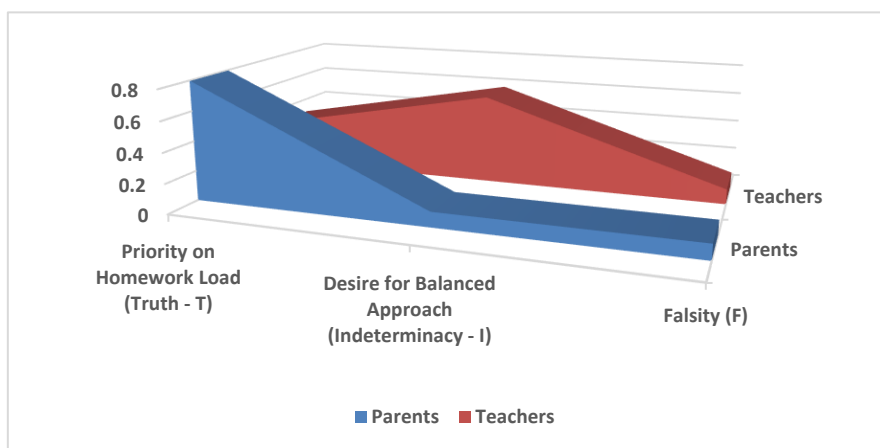 0.8
0.6
0.4
0.2
0
Teachers
Parents
Priority on
Homework Load
(Truth - T)
Desire for Balanced
Approach
(Indeterminacy - I)
Falsity (F)
Parents
Teachers